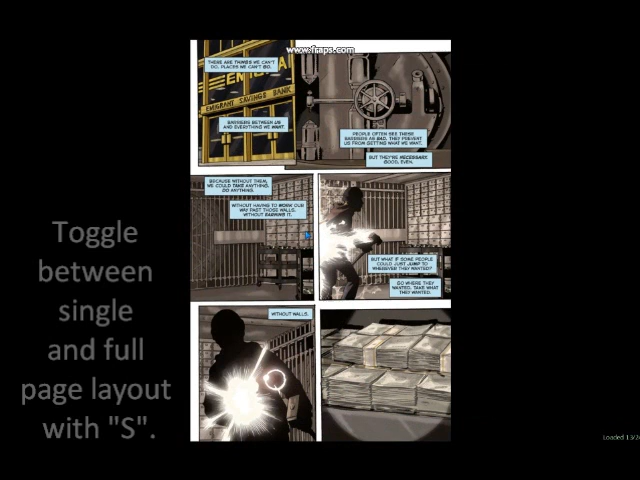 www.fraps.com
THERE ARE THINGS WE CAN'T
DO. PLACES WE CAN'T GO.
EMIGRANT SAVINGS BANK
BARRIERS BETWEEN US
AND EVERYTHING WE WANT.
PEOPLE OFTEN SEE THESE
BARRIERS AS BAD. THEY PREVENT
US FROM GETTING WHAT WE WANT.
BUT THEY'RE NECESSARY.
GOOD, EVEN.
BECAUSE WITHOUT THEM,
WE COULD TAKE ANYTHING.
DO ANYTHING.
WITHOUT HAVING TO WORK OUR
WAY PAST THOSE WALLS.
WITHOUT EARNING IT.
BUT WHAT IF SOME PEOPLE
COULD JUST JUMP TO
WHEREVER THEY WANTED?
GO WHERE THEY
WANTED. TAKE WHAT
THEY WANTED.
WITHOUT WALLS.
Toggle
between
single
and full
page layout
with "S".
Loaded 13/2